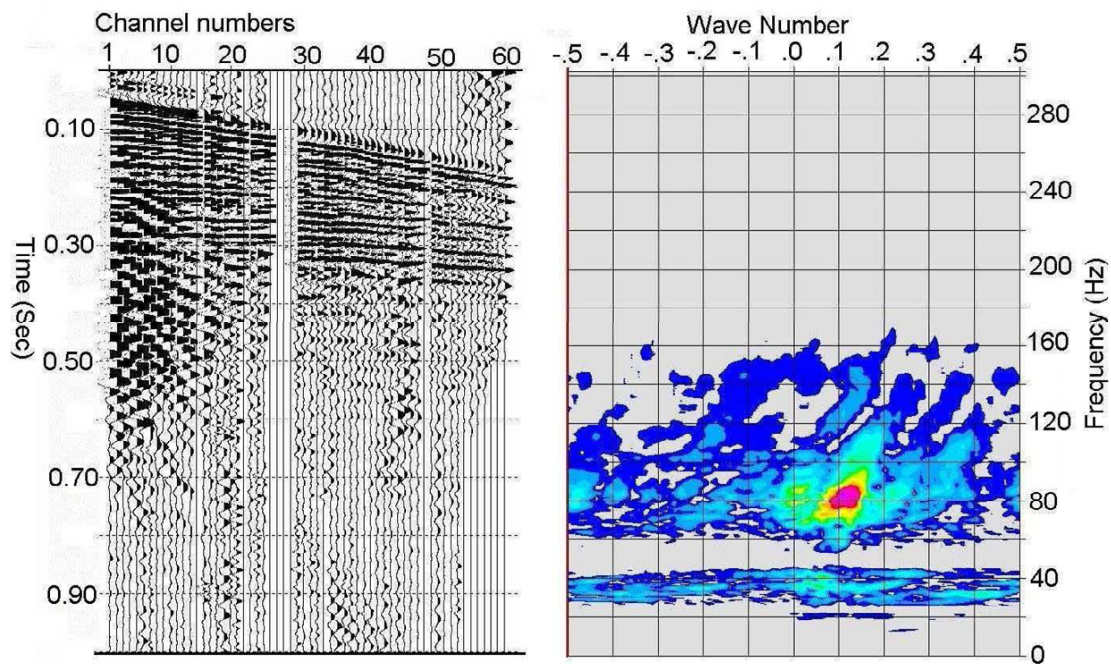 Channel numbers
1 10 20 30 40 50 60
0.10
0.30
0.50
0.70
0.90
Time (Sec)
Wave Number
-.5 -.4 -.3 -.2 -.1 .0 .1 .2 .3 .4 .5
280
240
200
160
120
80
40
0
Frequency (Hz)